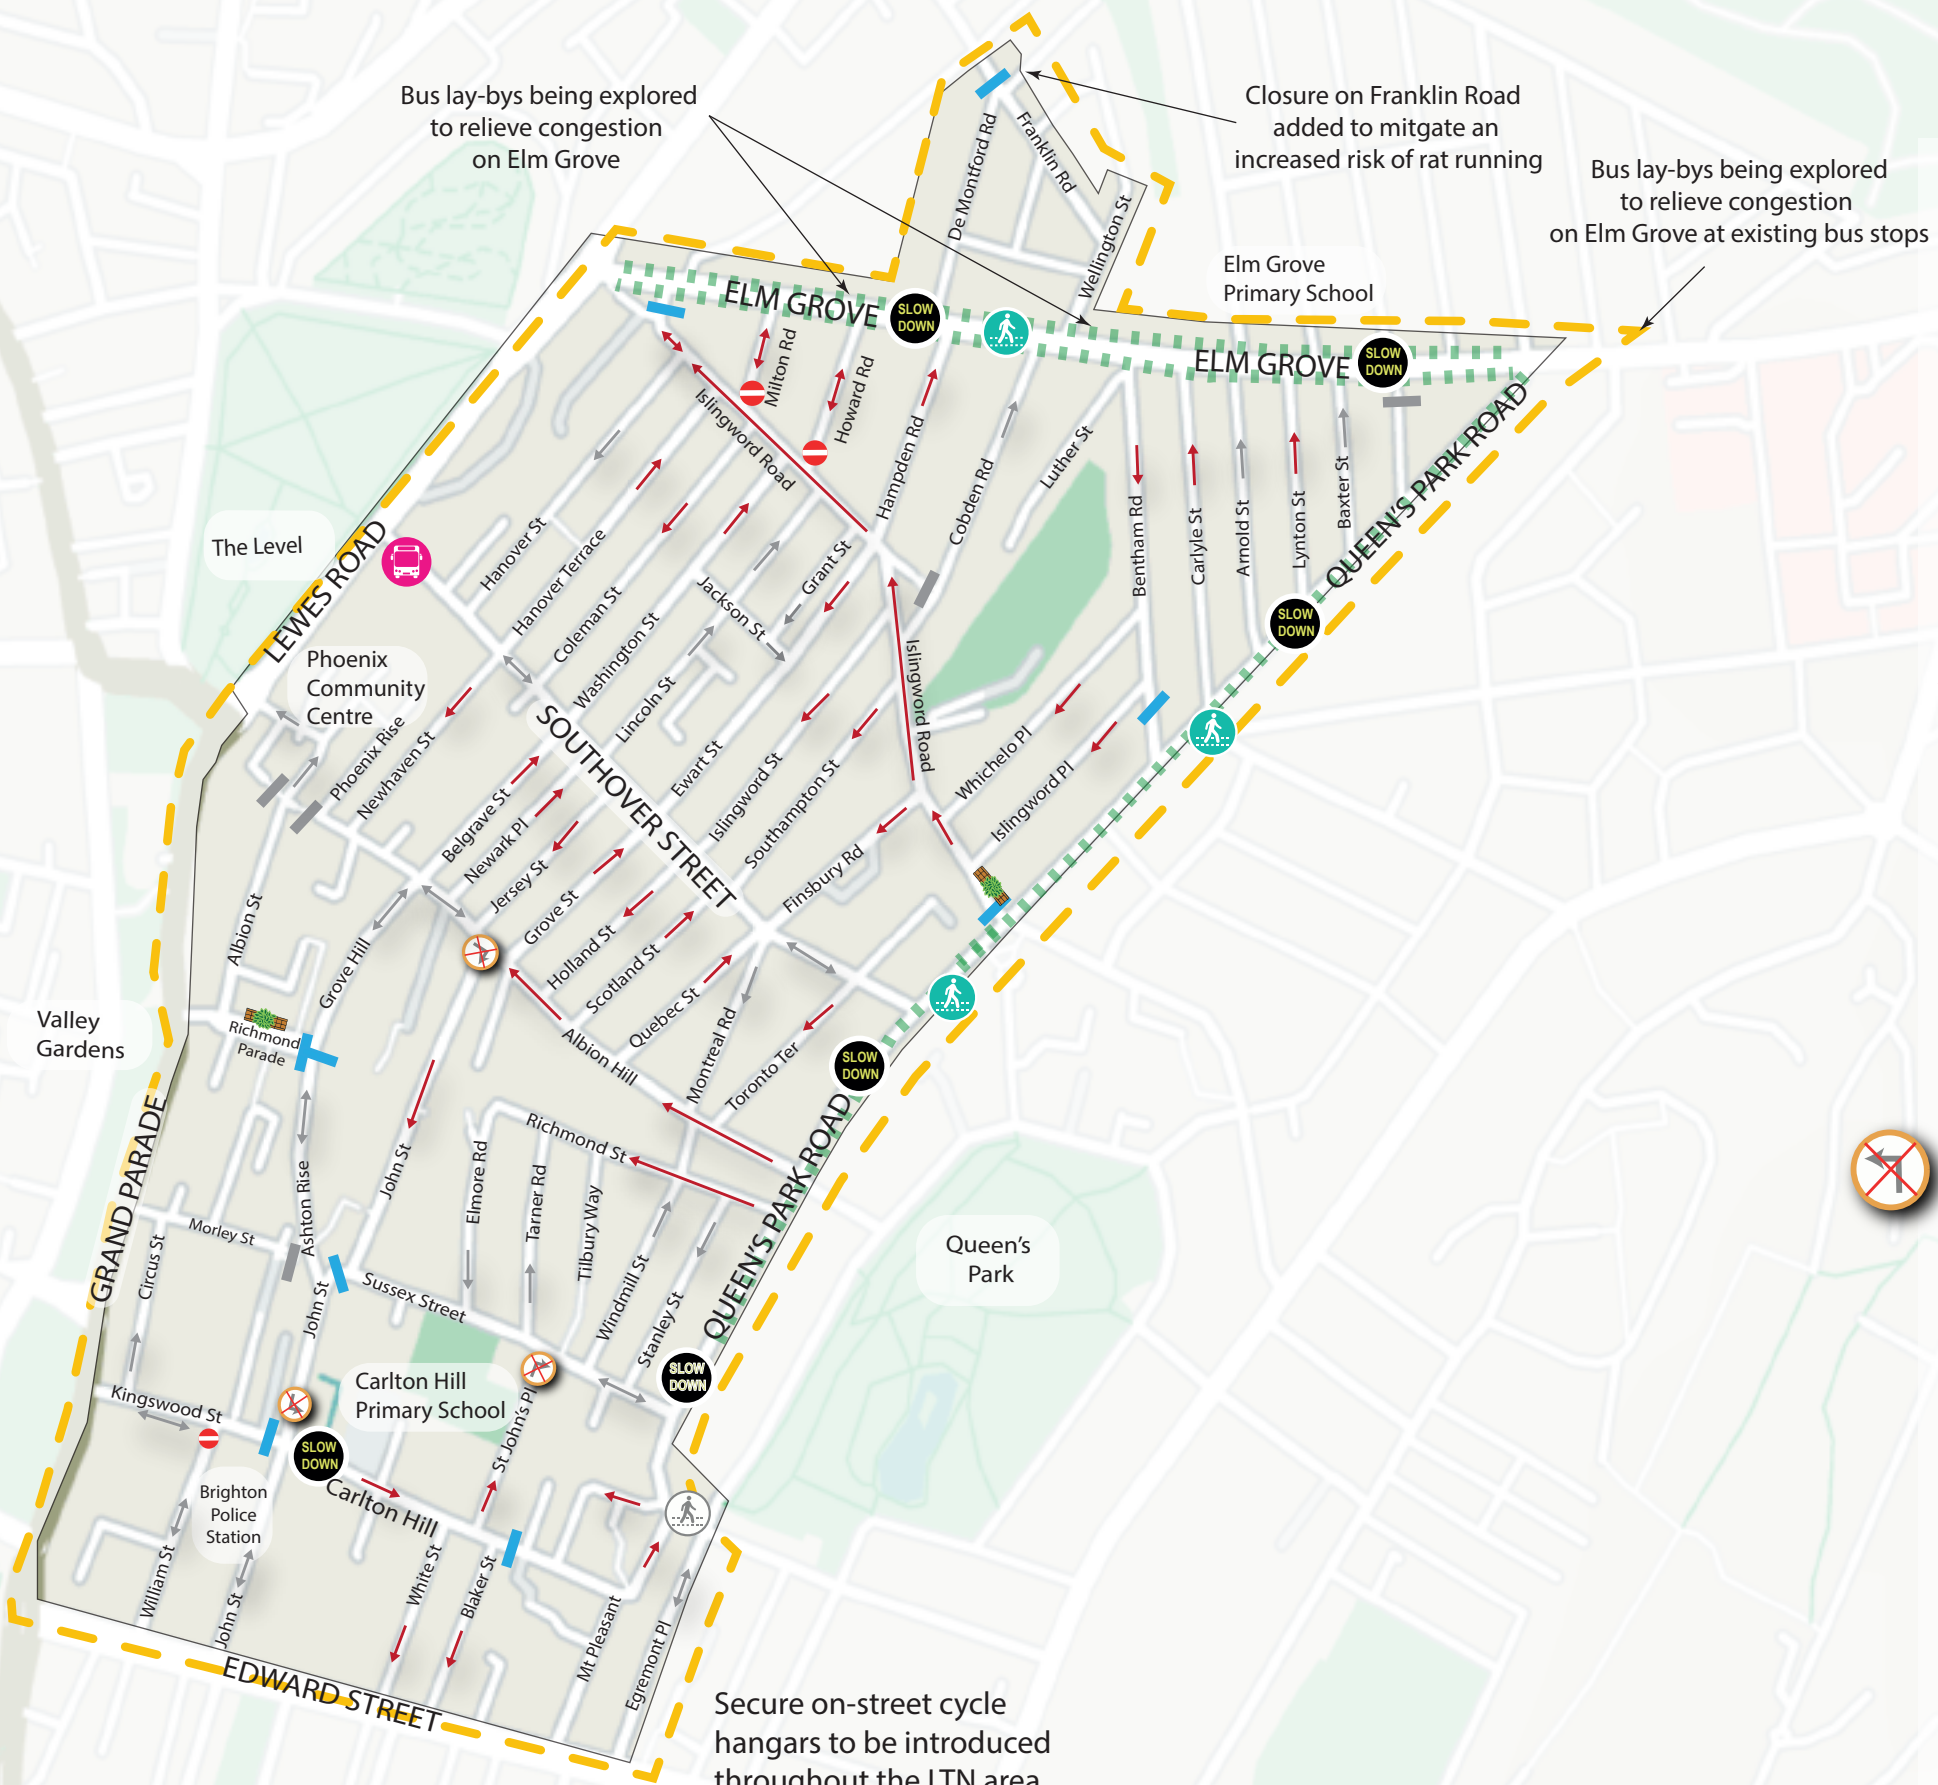 Bus lay-bys being explored
to relieve congestion
on Elm Grove
Closure on Franklin Road
added to mitgate an
increased risk of rat running
Bus lay-bys being explored
to relieve congestion
on Elm Grove at existing bus stops
De Montford Rd
Franklin Rd
Wellington St
Elm Grove
Primary School
ELM GROVE
SLOW
DOWN
ELM GROVE
SLOW
DOWN
Milton Rd
Howard Rd
Islingword Road
Hampden Rd
Cobden Rd
Luther St
Bentham Rd
Carlyle St
Arnold St
Lynton St
Baxter St
QUEEN'S PARK ROAD
The Level
LEWES ROAD
Hanover St
Hanover Terrace
Coleman St
Washington St
Jackson St
Grant St
Lincoln St
SLOW
DOWN
Phoenix
Community
Centre
Phoenix Rise
Newhaven St
SOUTHOVER STREET
Ewart St
Islingword St
Southampton St
Islingword Road
Whichelo Pl
Islingword Pl
Belgrave St
Newark Pl
Jersey St
Grove St
Holland St
Scotland St
Quebec St
Finsbury Rd
Albion St
Grove Hill
Valley
Gardens
Richmond
Parade
Albion Hill
Montreal Rd
Toronto Ter
SLOW
DOWN
GRAND PARADE
Richmond St
QUEEN'S PARK ROAD
John St
Elmore Rd
Tarner Rd
Tilbury Way
Windmill St
Stanley St
Ashton Rise
Morley St
Circus St
John St
Sussex Street
Queen's
Park
SLOW
DOWN
Kingswood St
Carlton Hill
Primary School
St John's Pl
SLOW
DOWN
Carlton Hill
Brighton
Police
Station
William St
John St
White St
Blaker St
Mt Pleasant
Egremont Pl
EDWARD STREET
Secure on-street cycle
hangars to be introduced
throughout the LTN area